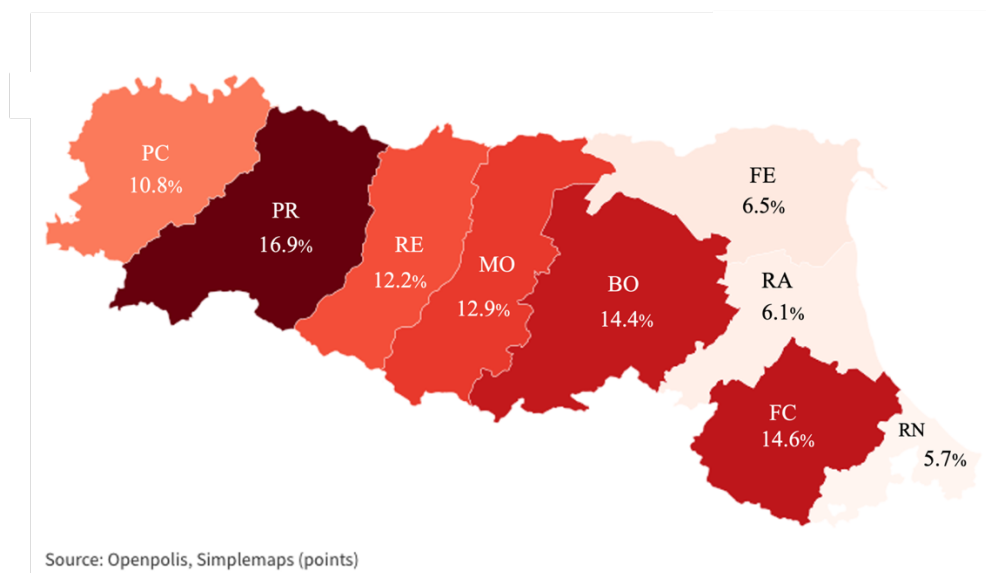 PC
10.8%
PR
16.9%
RE
12.2%
MO
12.9%
BO
14.4%
FE
6.5%
RA
6.1%
FC
14.6%
RN
5.7%
Source: Openpolis, Simplemaps (points)